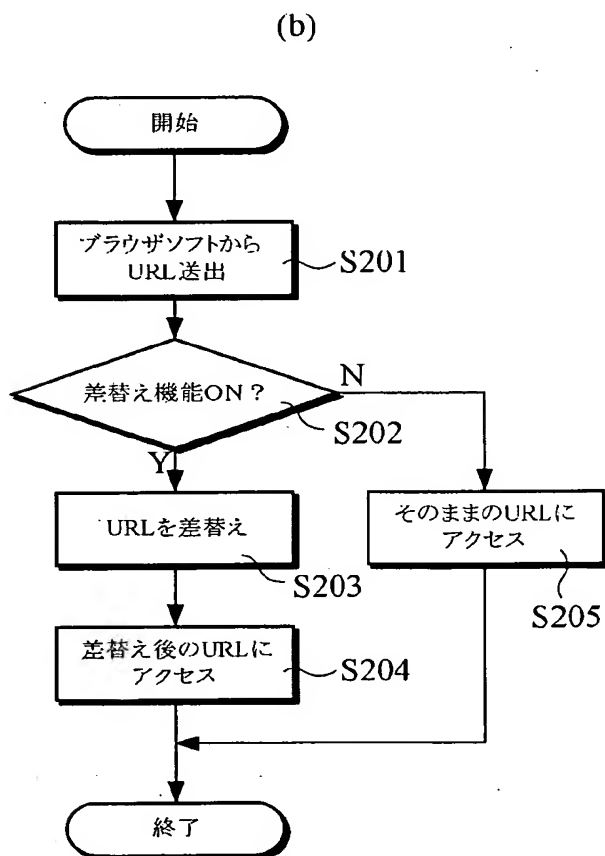 (b)
開始
ブラウザソフトから
URL送出
S201
差替え機能ON？
N
S202
Y
URLを差替え
S203
そのままのURLに
アクセス
S205
差替え後のURLに
アクセス
S204
終了